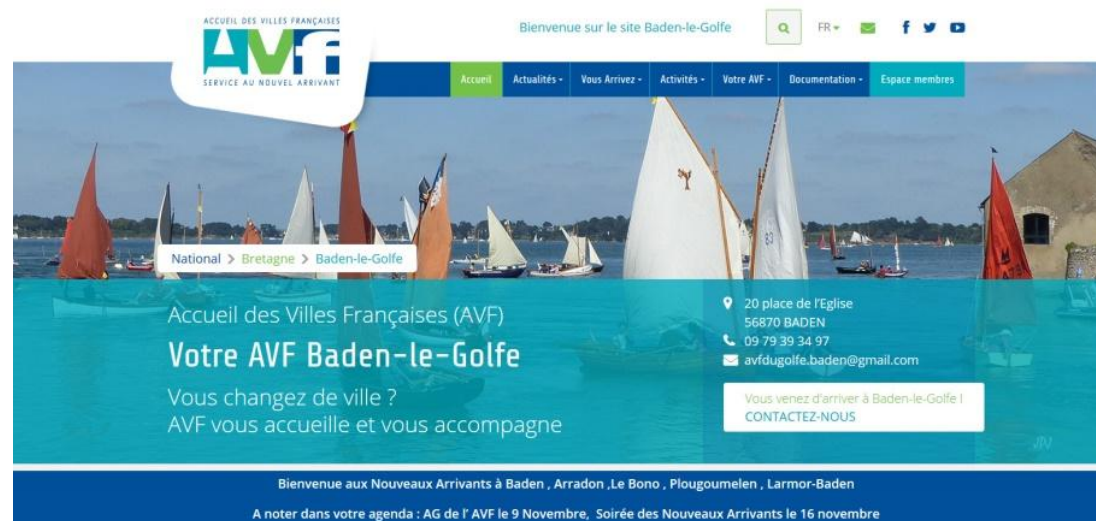 ACCUEIL DES VILLES FRANÇAISES
AVf
SERVICE AU NOUVEL ARRIVANT
Bienvenue sur le site Baden-le-Golfe
FR
Accueil Actualités Vous Arrivez Activités Votre AVF Documentation Espace membres
83
National > Bretagne > Baden-le-Golfe
Accueil des Villes Françaises (AVF)
Votre AVF Baden-le-Golfe
Vous changez de ville ?
AVF vous accueille et vous accompagne
20 place de l'Eglise
56870 BADEN
09 79 39 34 97
avfdugolfe.baden@gmail.com
Vous venez d'arriver à Baden-le-Golfe !
CONTACTEZ-NOUS
Bienvenue aux Nouveaux Arrivants à Baden , Arradon ,Le Bono , Plougoumelen , Larmor-Baden
A noter dans votre agenda : AG de l' AVF le 9 Novembre, Soirée des Nouveaux Arrivants le 16 novembre